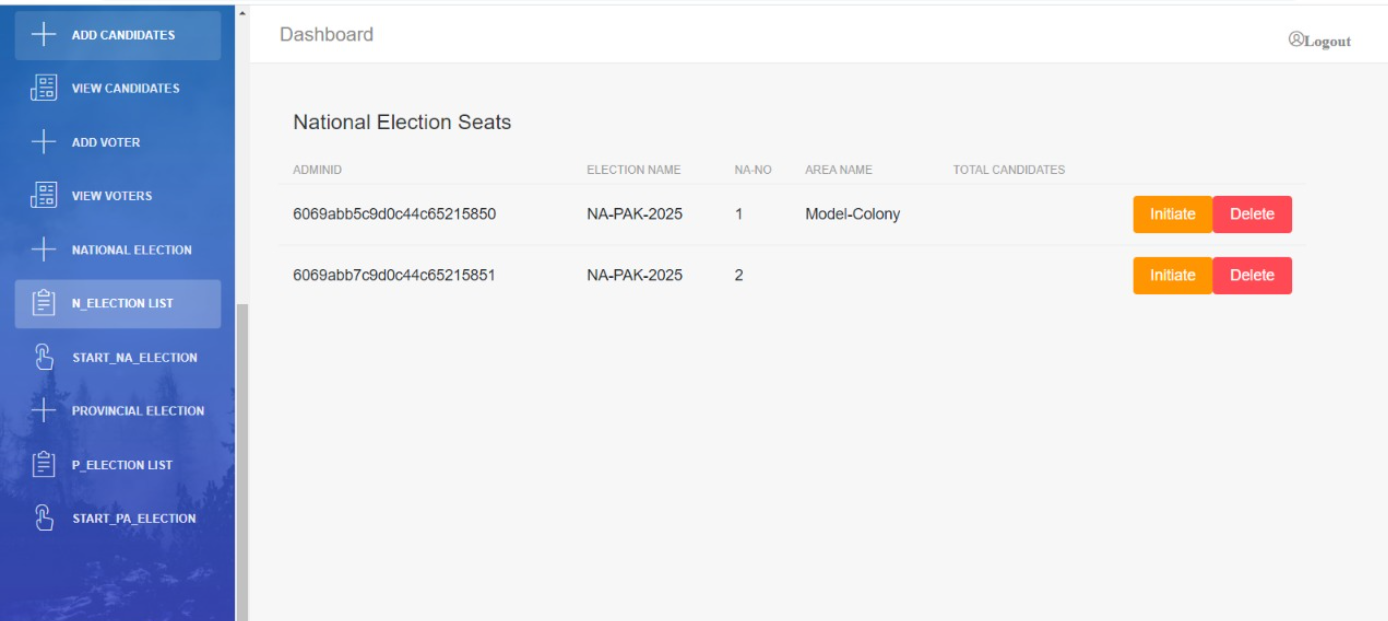 ADD CANDIDATES
VIEW CANDIDATES
ADD VOTER
VIEW VOTERS
NATIONAL ELECTION
N_ELECTION LIST
START_NA_ELECTION
PROVINCIAL ELECTION
P_ELECTION LIST
START_PA_ELECTION
Dashboard
Logout
National Election Seats
ADMINID ELECTION NAME NA-NO AREA NAME TOTAL CANDIDATES
6069abb5c9d0c44c65215850 NA-PAK-2025 1 Model-Colony Initiate Delete
6069abb7c9d0c44c65215851 NA-PAK-2025 2 Initiate Delete